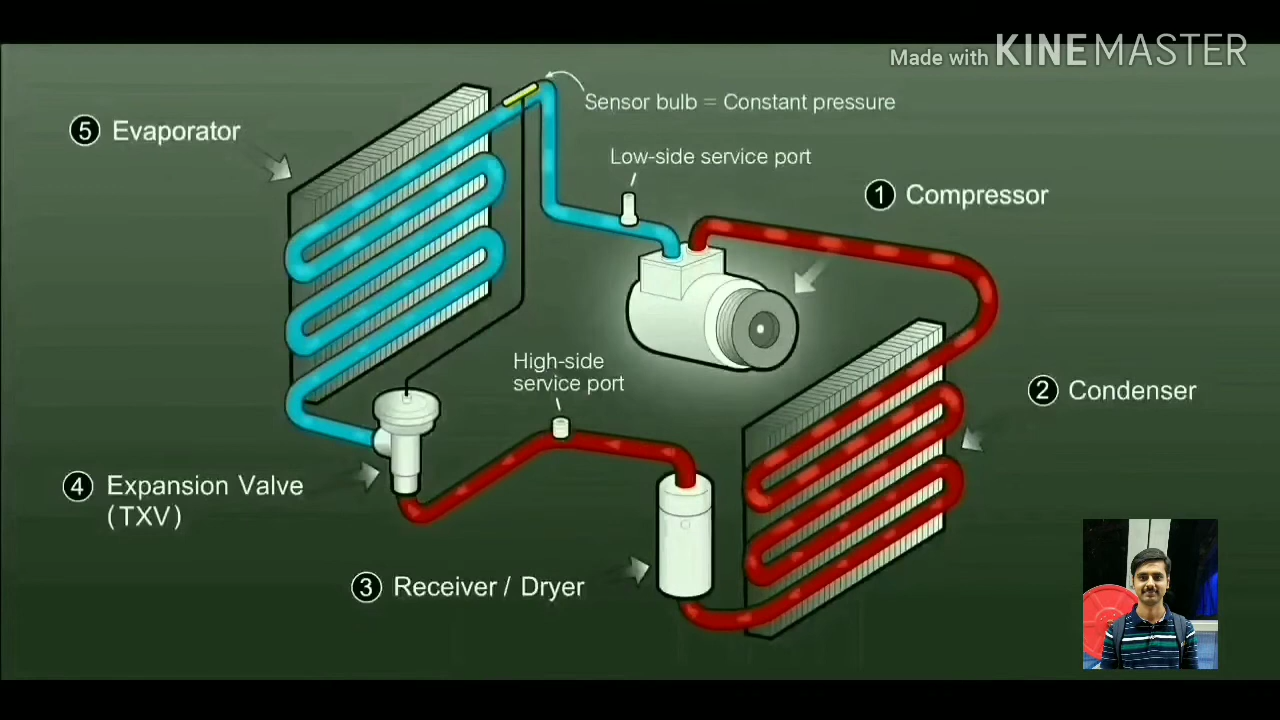 Made with KINEMASTER
5 Evaporator
Sensor bulb = Constant pressure
Low-side service port
1 Compressor
High-side
service port
2 Condenser
4 Expansion Valve
(TXV)
3 Receiver / Dryer